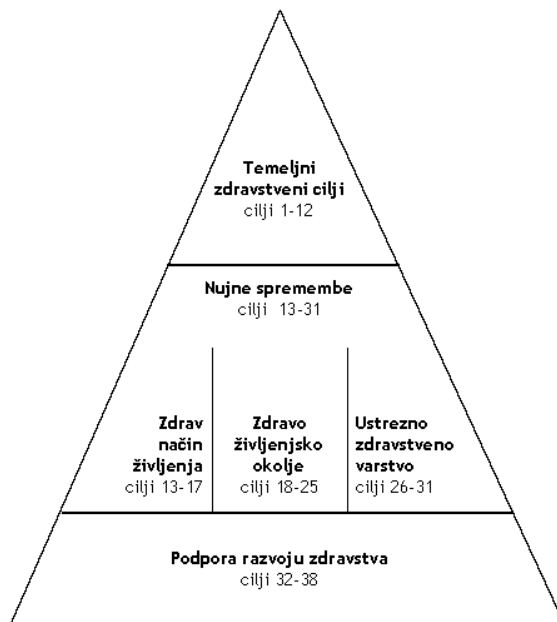 Temeljni
zdravstveni cilji
cilji 1-12
Nujne spremembe
cilji 13-31
Zdrav
način
življenja
cilji 13-17
Zdravo
življenjsko
okolje
cilji 18-25
Ustrezno
zdravstveno
varstvo
cilji 26-31
Podpora razvoju zdravstva
cilji 32-38